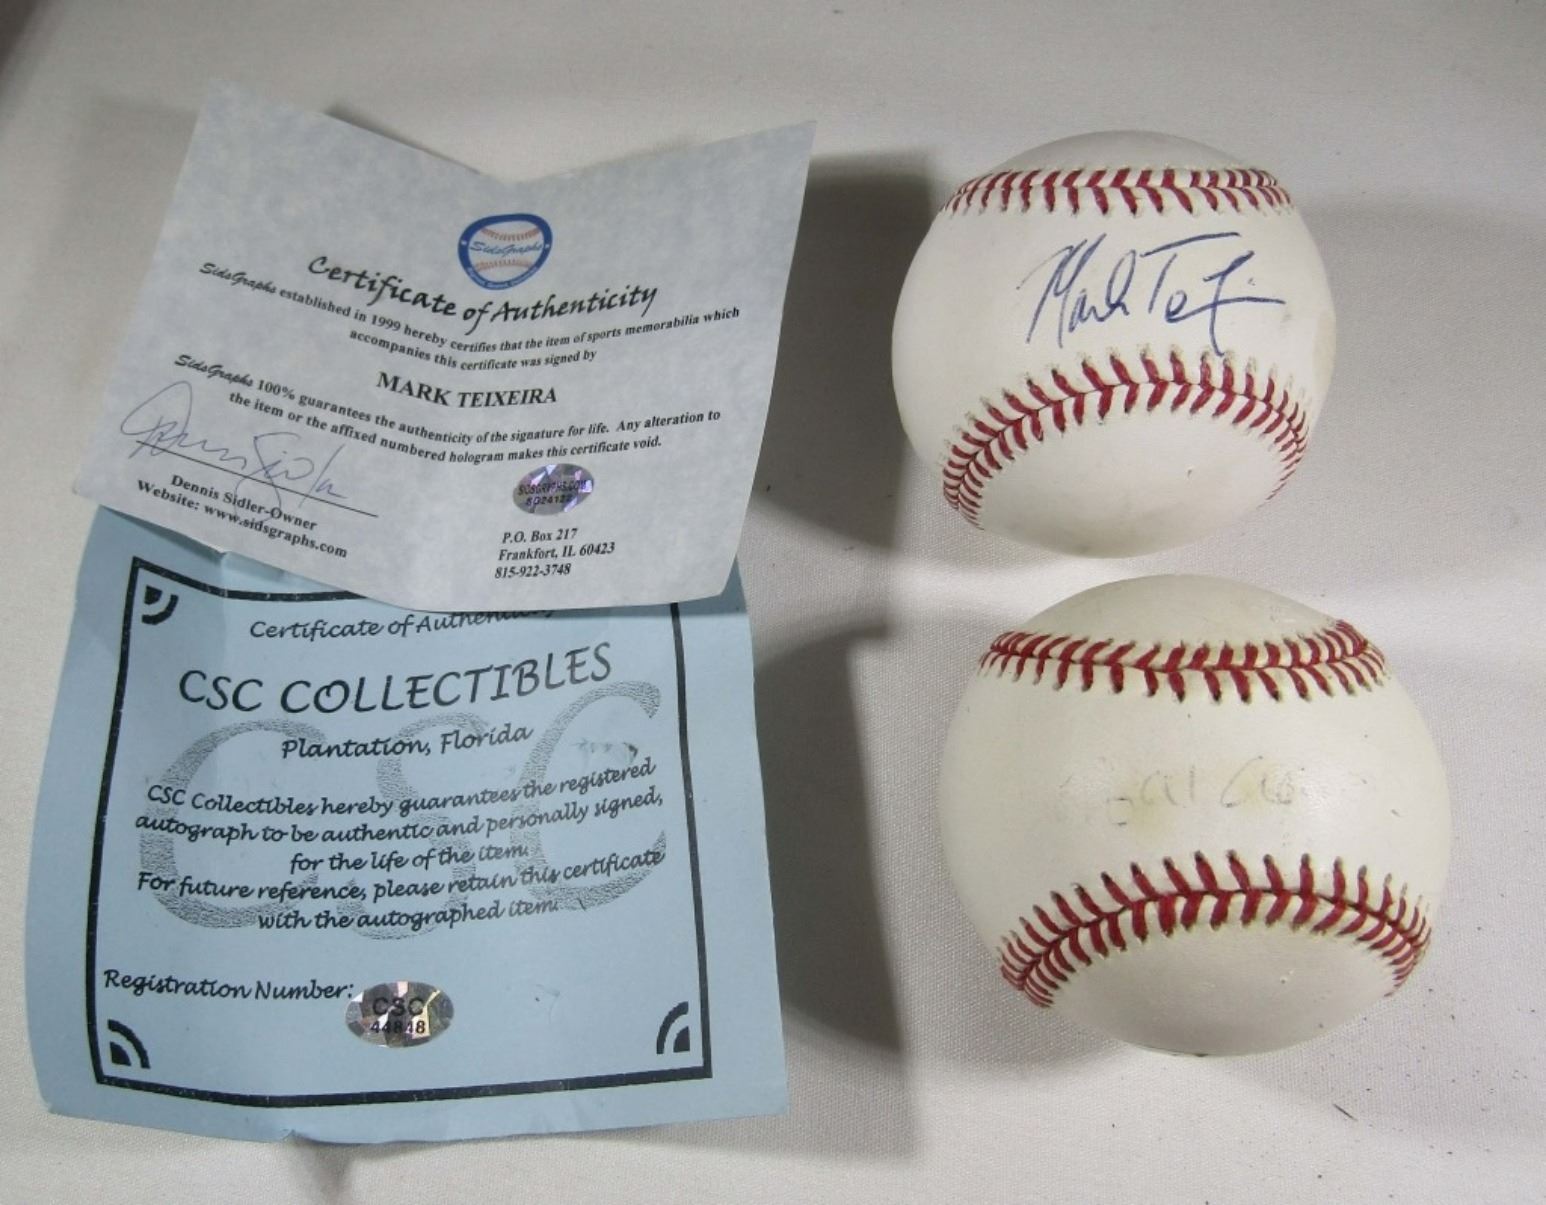 SidsGraphs
Certificate of Authenticity
SidsGraphs established in 1999 hereby certifies that the item of sports memorabilia which
accompanies this certificate was signed by
MARK TEIXEIRA
SidsGraphs 100% guarantees the authenticity of the signature for life. Any alteration to
the item or the affixed numbered hologram makes this certificate void.
Dennis Sidler-Owner
Website: www.sidsgraphs.com
SIDSGRAPHS.COM
P.O. Box 217
Frankfort, IL 60423
815-922-3748
Certificate of Authenticity
CSC COLLECTIBLES
Plantation, Florida
CSC
CSC Collectibles hereby guarantees the registered
autograph to be authentic and personally signed,
for the life of the item.
For future reference, please retain this certificate
with the autographed item.
Registration Number:
CSC
44848
Mark Tex